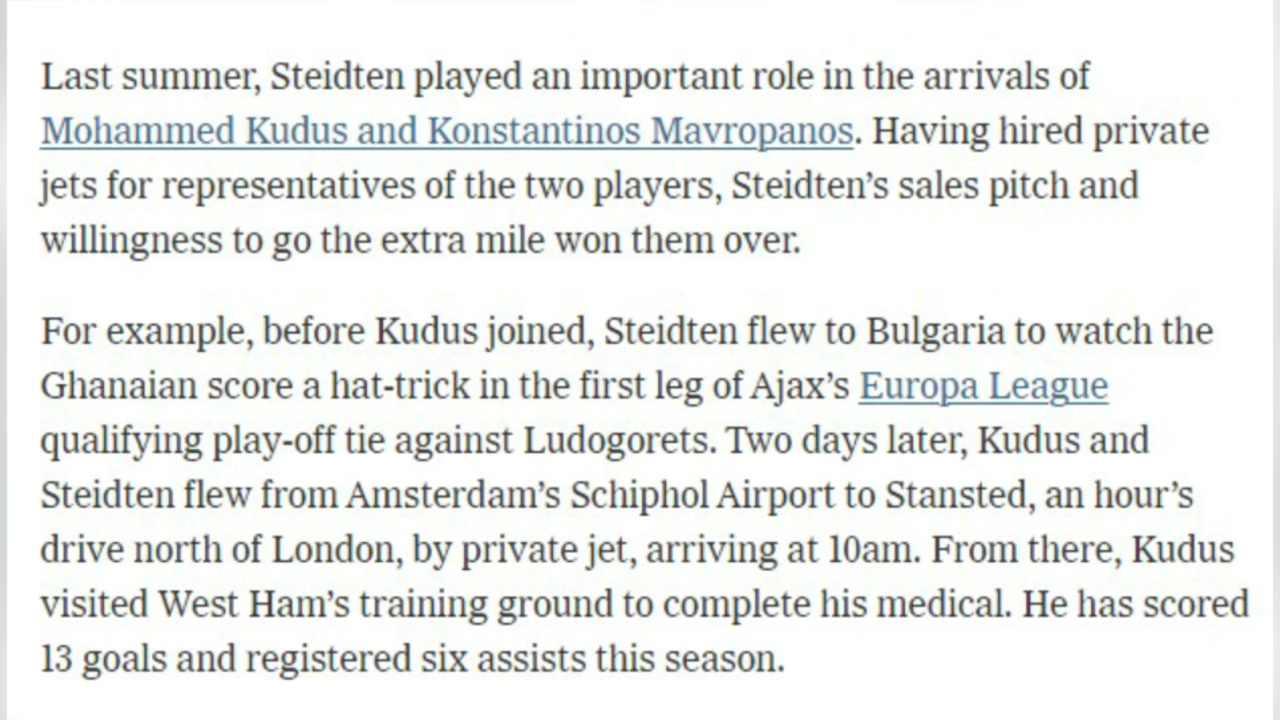 Last summer, Steidten played an important role in the arrivals of
Mohammed Kudus and Konstantinos Mavropanos. Having hired private
jets for representatives of the two players, Steidten’s sales pitch and
willingness to go the extra mile won them over.
For example, before Kudus joined, Steidten flew to Bulgaria to watch the
Ghanaian score a hat-trick in the first leg of Ajax’s Europa League
qualifying play-off tie against Ludogorets. Two days later, Kudus and
Steidten flew from Amsterdam’s Schiphol Airport to Stansted, an hour’s
drive north of London, by private jet, arriving at 10am. From there, Kudus
visited West Ham’s training ground to complete his medical. He has scored
13 goals and registered six assists this season.